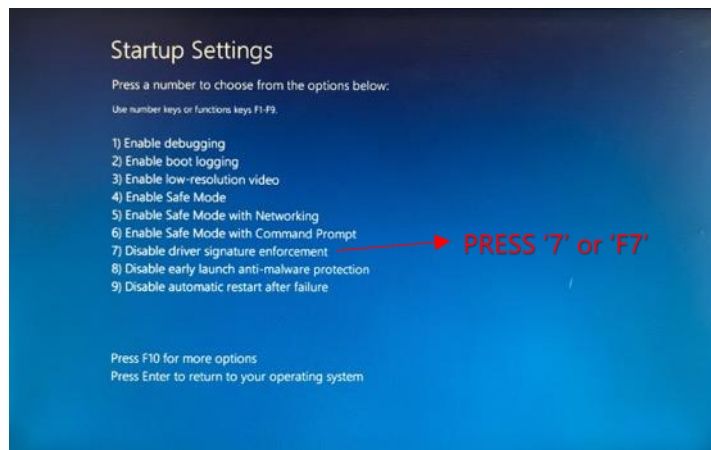 Startup Settings
Press a number to choose from the options below:
Use number keys or functions keys F1-F9.
1) Enable debugging
2) Enable boot logging
3) Enable low-resolution video
4) Enable Safe Mode
5) Enable Safe Mode with Networking
6) Enable Safe Mode with Command Prompt
7) Disable driver signature enforcement
PRESS '7' or 'F7'
8) Disable early launch anti-malware protection
9) Disable automatic restart after failure
Press F10 for more options
Press Enter to return to your operating system